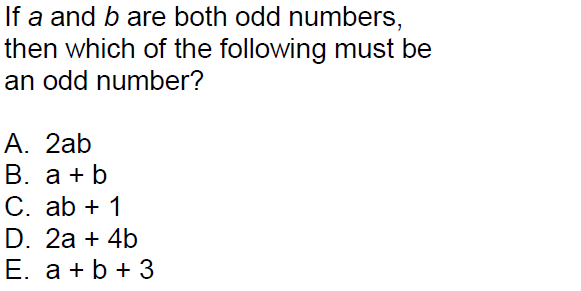 If a and b are both odd numbers,
then which of the following must be
an odd number?
A. 2ab
B. a + b
C. ab + 1
D. 2a + 4b
E. a + b + 3